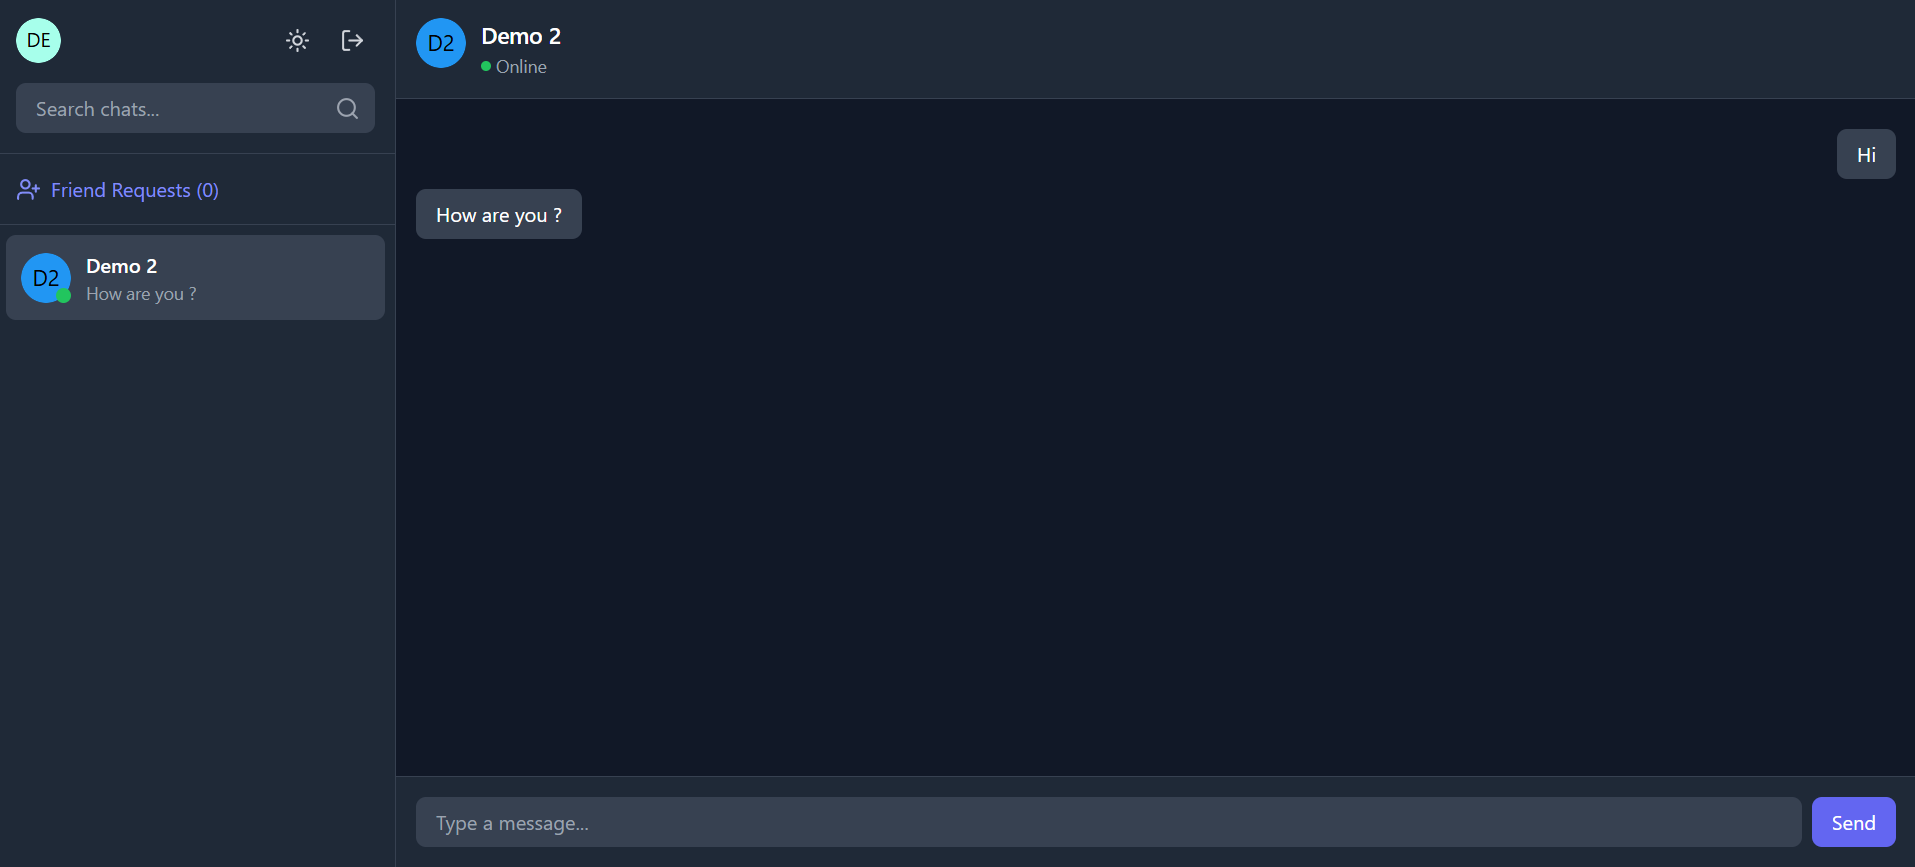 DE
Search chats...
Friend Requests (0)
D2
Demo 2
How are you ?
D2
Demo 2
Online
Hi
How are you ?
Type a message...
Send